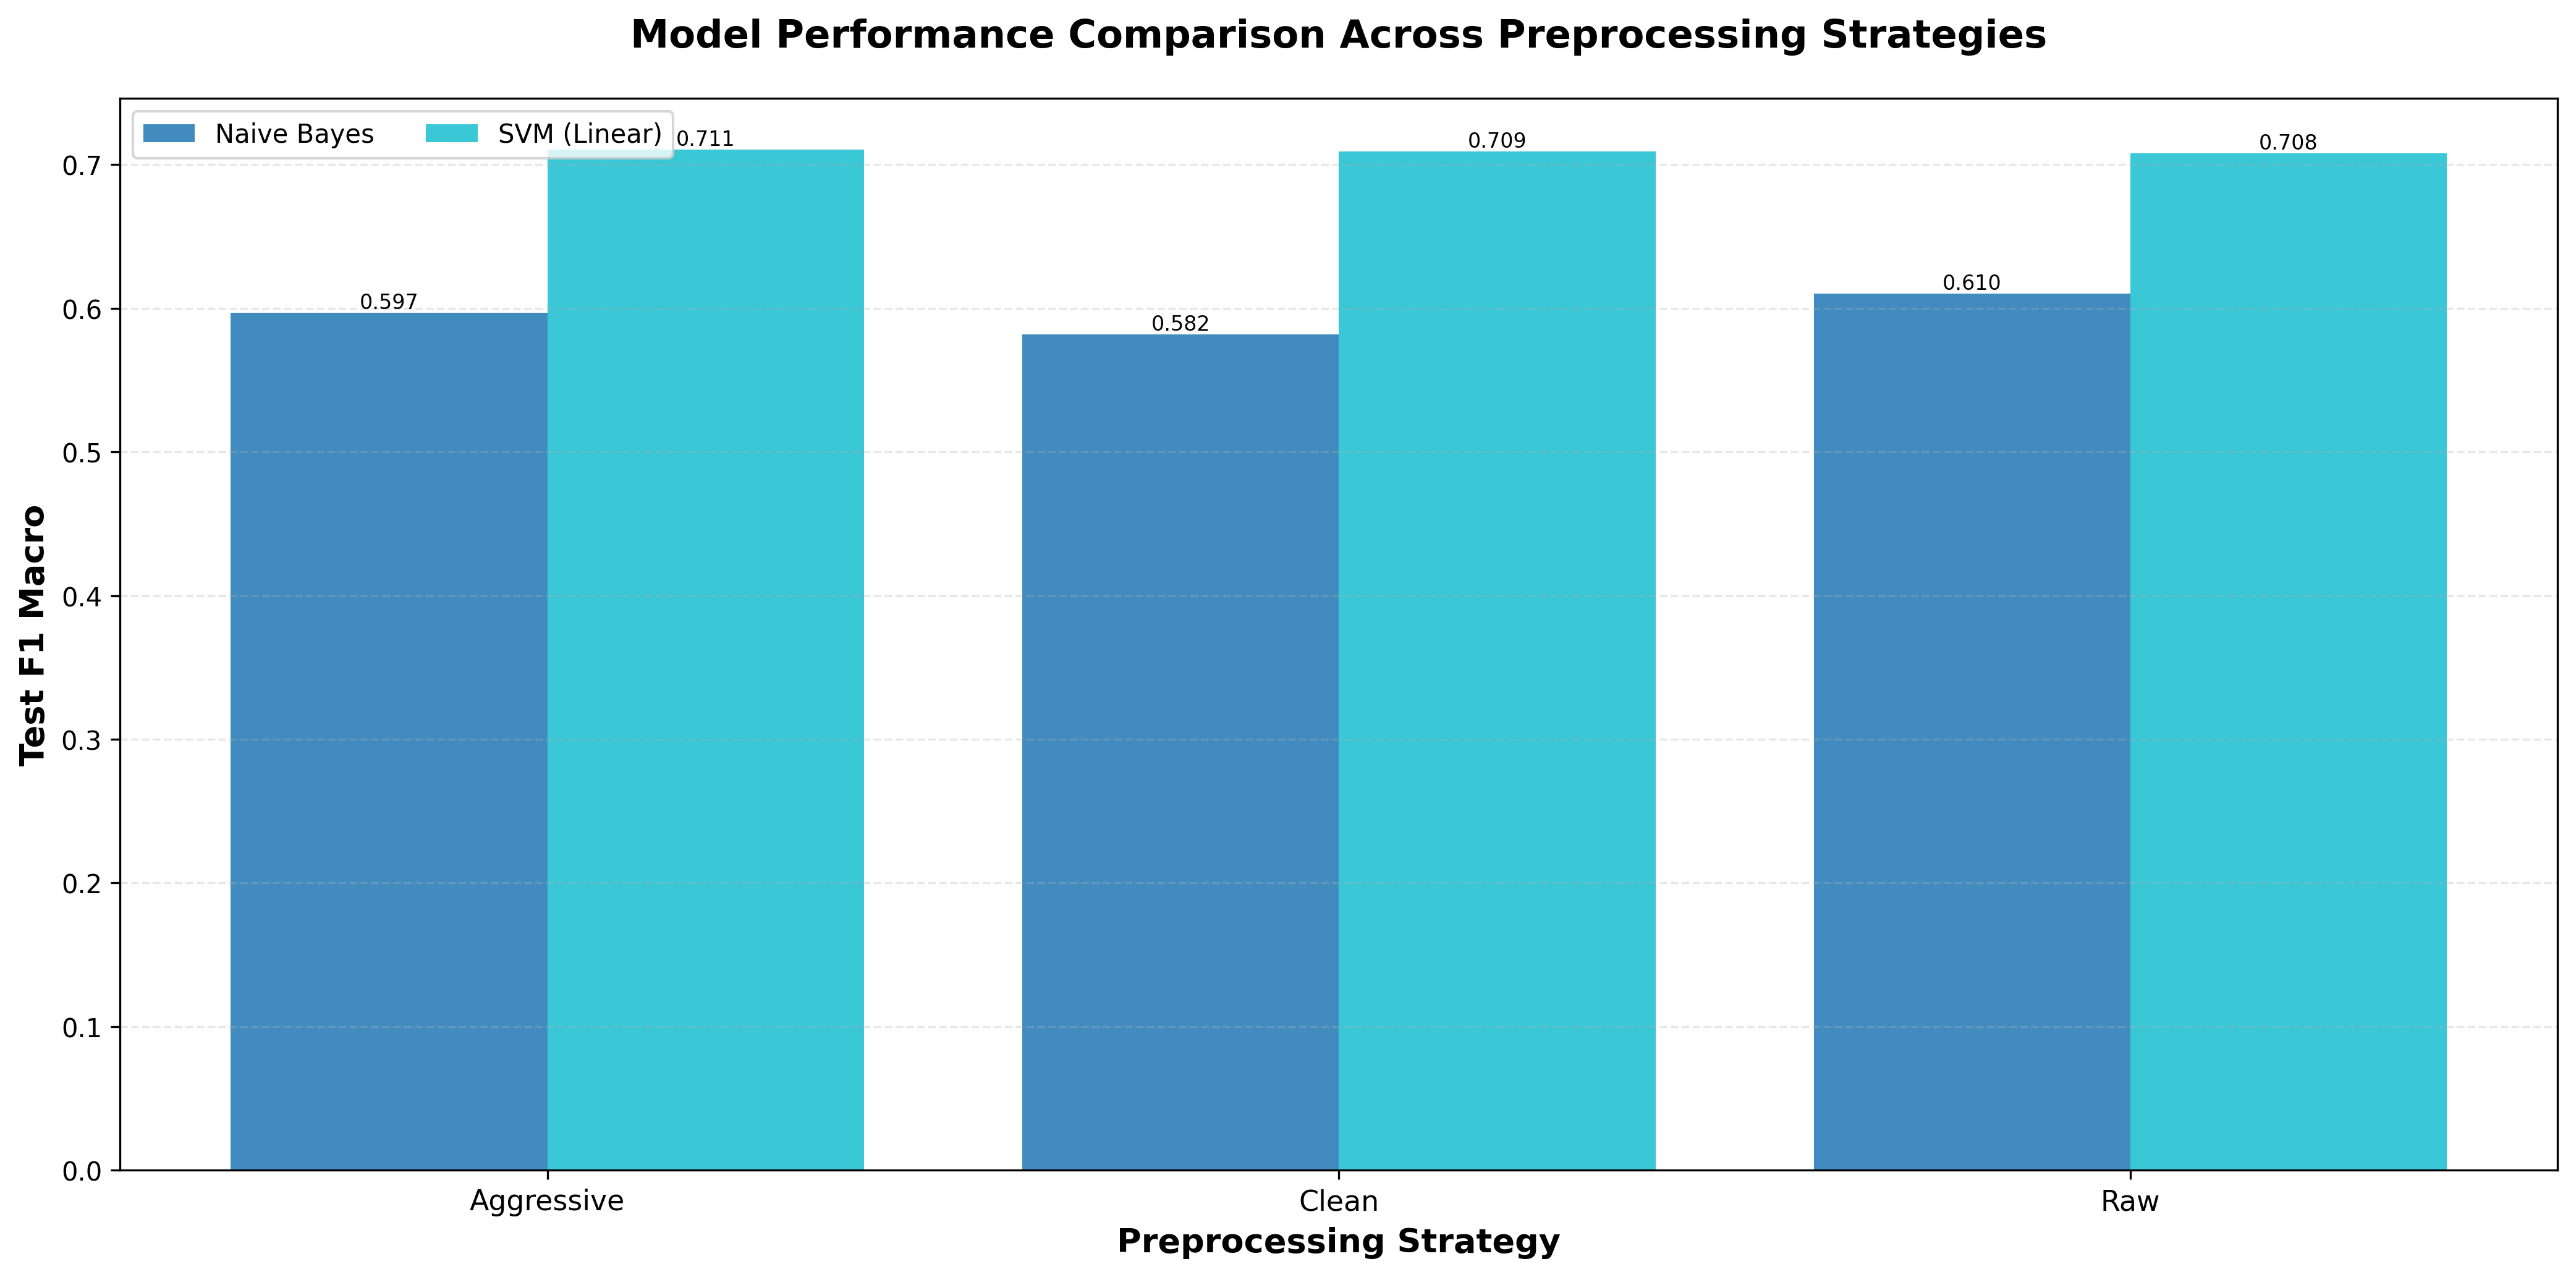 Model Performance Comparison Across Preprocessing Strategies
Naive Bayes SVM (Linear)
0.711
0.709
0.708
0.597
0.582
0.610
0.7
0.6
0.5
0.4
0.3
0.2
0.1
0.0
Test F1 Macro
Aggressive Clean Raw
Preprocessing Strategy